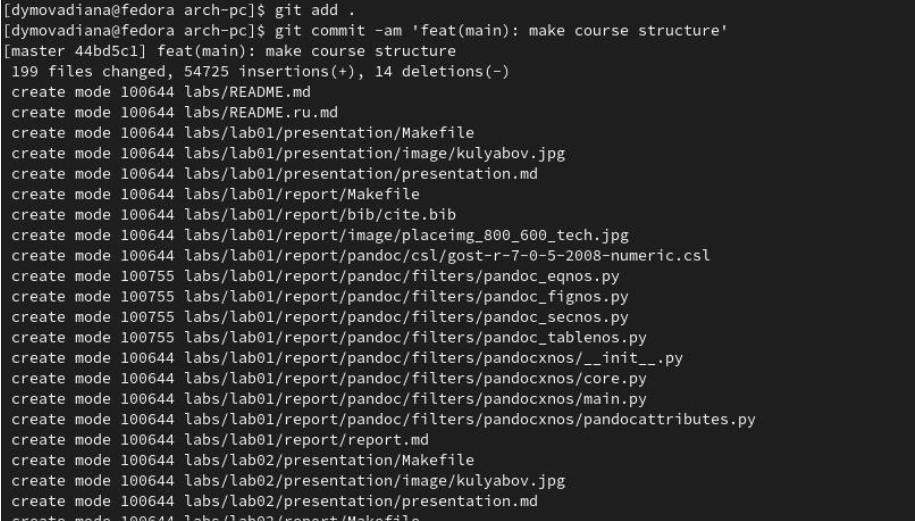 [dymovadiana@fedora arch-pc]$ git add .
[dymovadiana@fedora arch-pc]$ git commit -am 'feat(main): make course structure'
[master 44bd5c1] feat(main): make course structure
199 files changed, 54725 insertions(+), 14 deletions(-)
create mode 100644 labs/README.md
create mode 100644 labs/README.ru.md
create mode 100644 labs/lab01/presentation/Makefile
create mode 100644 labs/lab01/presentation/image/kulyabov.jpg
create mode 100644 labs/lab01/presentation/presentation.md
create mode 100644 labs/lab01/report/Makefile
create mode 100644 labs/lab01/report/bib/cite.bib
create mode 100644 labs/lab01/report/image/placeimg_800_600_tech.jpg
create mode 100644 labs/lab01/report/pandoc/csl/gost-r-7-0-5-2008-numeric.csl
create mode 100755 labs/lab01/report/pandoc/filters/pandoc_eqnos.py
create mode 100755 labs/lab01/report/pandoc/filters/pandoc_fignos.py
create mode 100755 labs/lab01/report/pandoc/filters/pandoc_secnos.py
create mode 100755 labs/lab01/report/pandoc/filters/pandoc_tablenos.py
create mode 100644 labs/lab01/report/pandoc/filters/pandocxnos/__init__.py
create mode 100644 labs/lab01/report/pandoc/filters/pandocxnos/core.py
create mode 100644 labs/lab01/report/pandoc/filters/pandocxnos/main.py
create mode 100644 labs/lab01/report/pandoc/filters/pandocxnos/pandocattributes.py
create mode 100644 labs/lab01/report/report.md
create mode 100644 labs/lab02/presentation/Makefile
create mode 100644 labs/lab02/presentation/image/kulyabov.jpg
create mode 100644 labs/lab02/presentation/presentation.md
create mode 100644 labs/lab02/report/Makefile